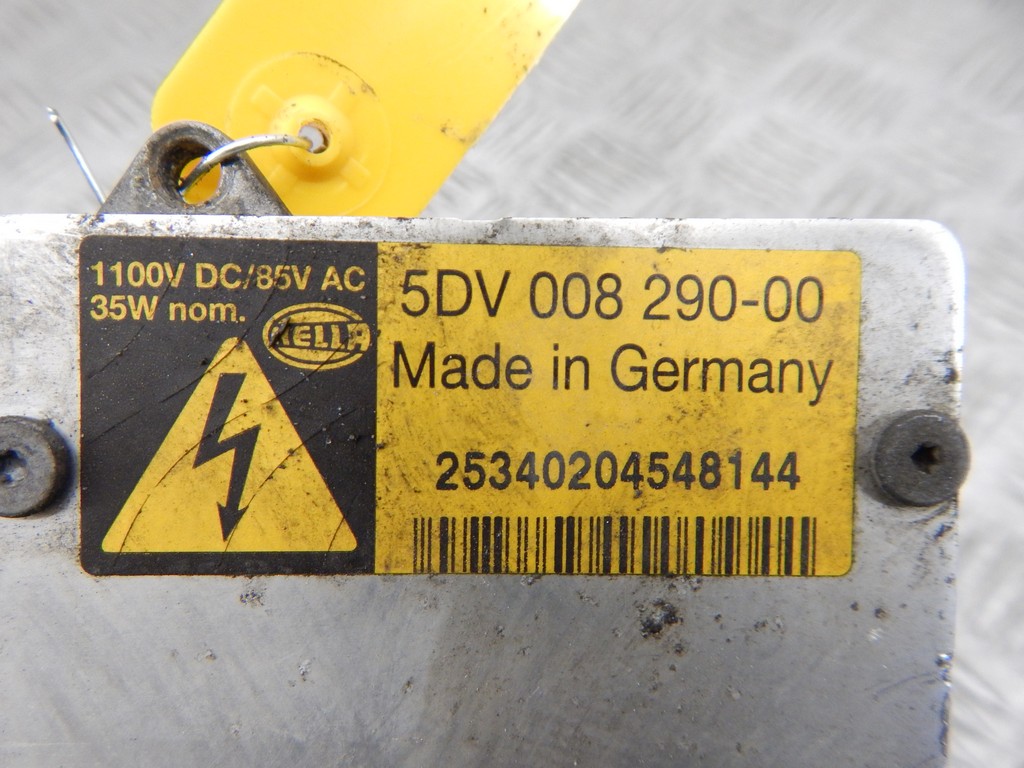 1100V DC/85V AC
35W nom.
HELLA
5DV 008 290-00
Made in Germany
25340204548144